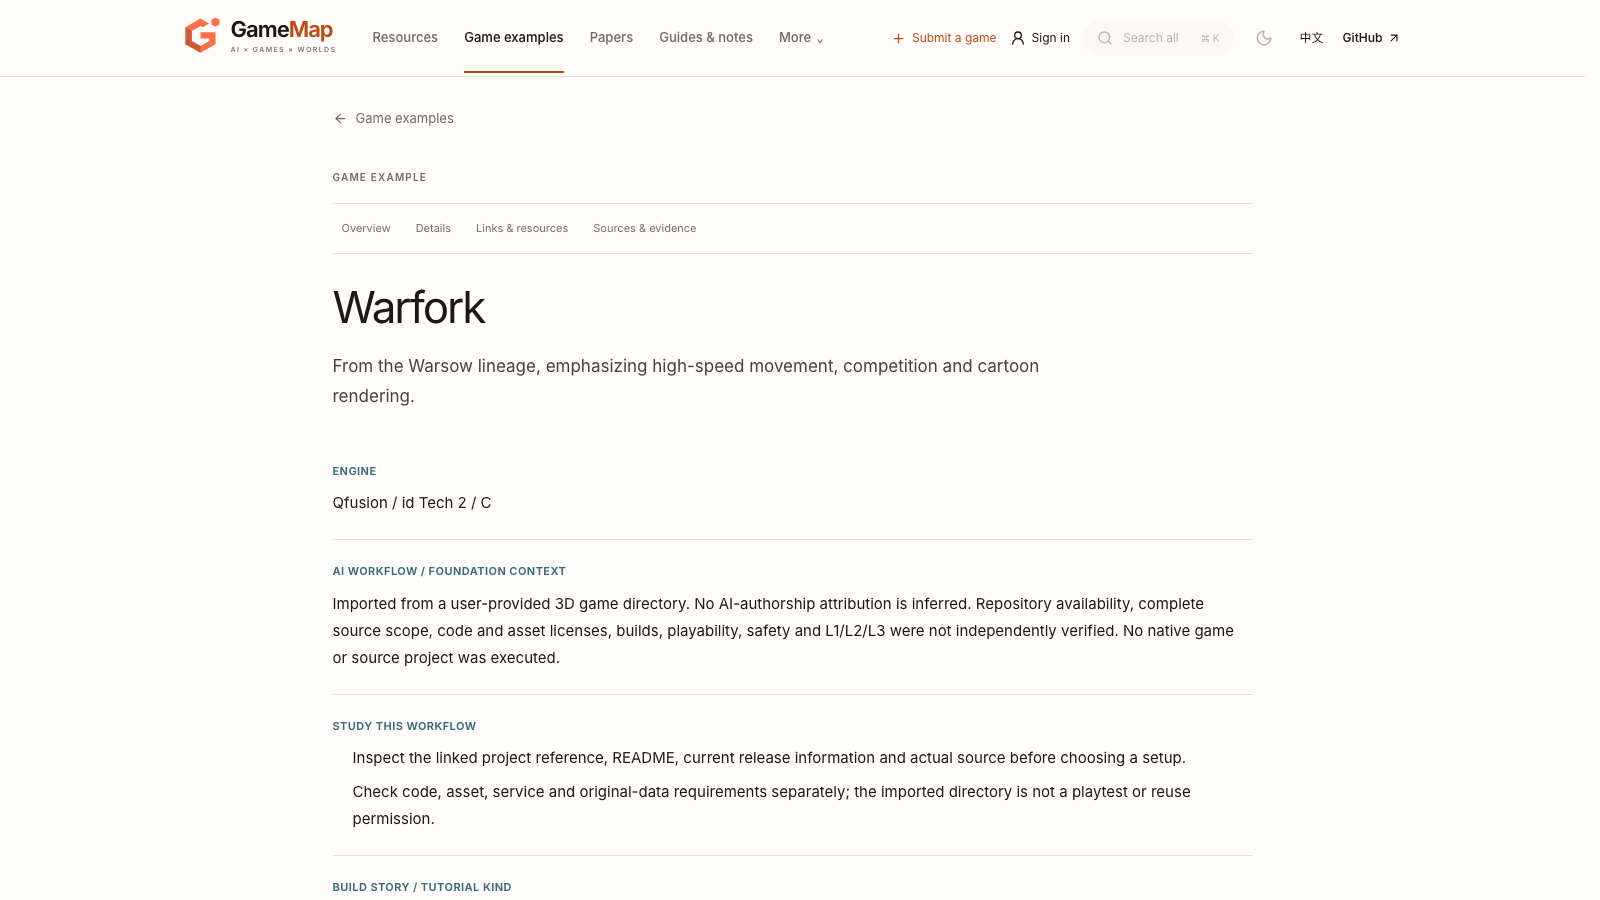 GameMap
AI × GAMES × WORLDS
Resources
Game examples
Papers
Guides & notes
More
Submit a game
Sign in
Search all
⌘ K
中文
GitHub
Game examples
GAME EXAMPLE
Overview
Details
Links & resources
Sources & evidence
Warfork
From the Warsow lineage, emphasizing high-speed movement, competition and cartoon
rendering.
ENGINE
Qfusion / id Tech 2 / C
AI WORKFLOW / FOUNDATION CONTEXT
Imported from a user-provided 3D game directory. No AI-authorship attribution is inferred. Repository availability, complete
source scope, code and asset licenses, builds, playability, safety and L1/L2/L3 were not independently verified. No native game
or source project was executed.
STUDY THIS WORKFLOW
Inspect the linked project reference, README, current release information and actual source before choosing a setup.
Check code, asset, service and original-data requirements separately; the imported directory is not a playtest or reuse
permission.
BUILD STORY / TUTORIAL KIND